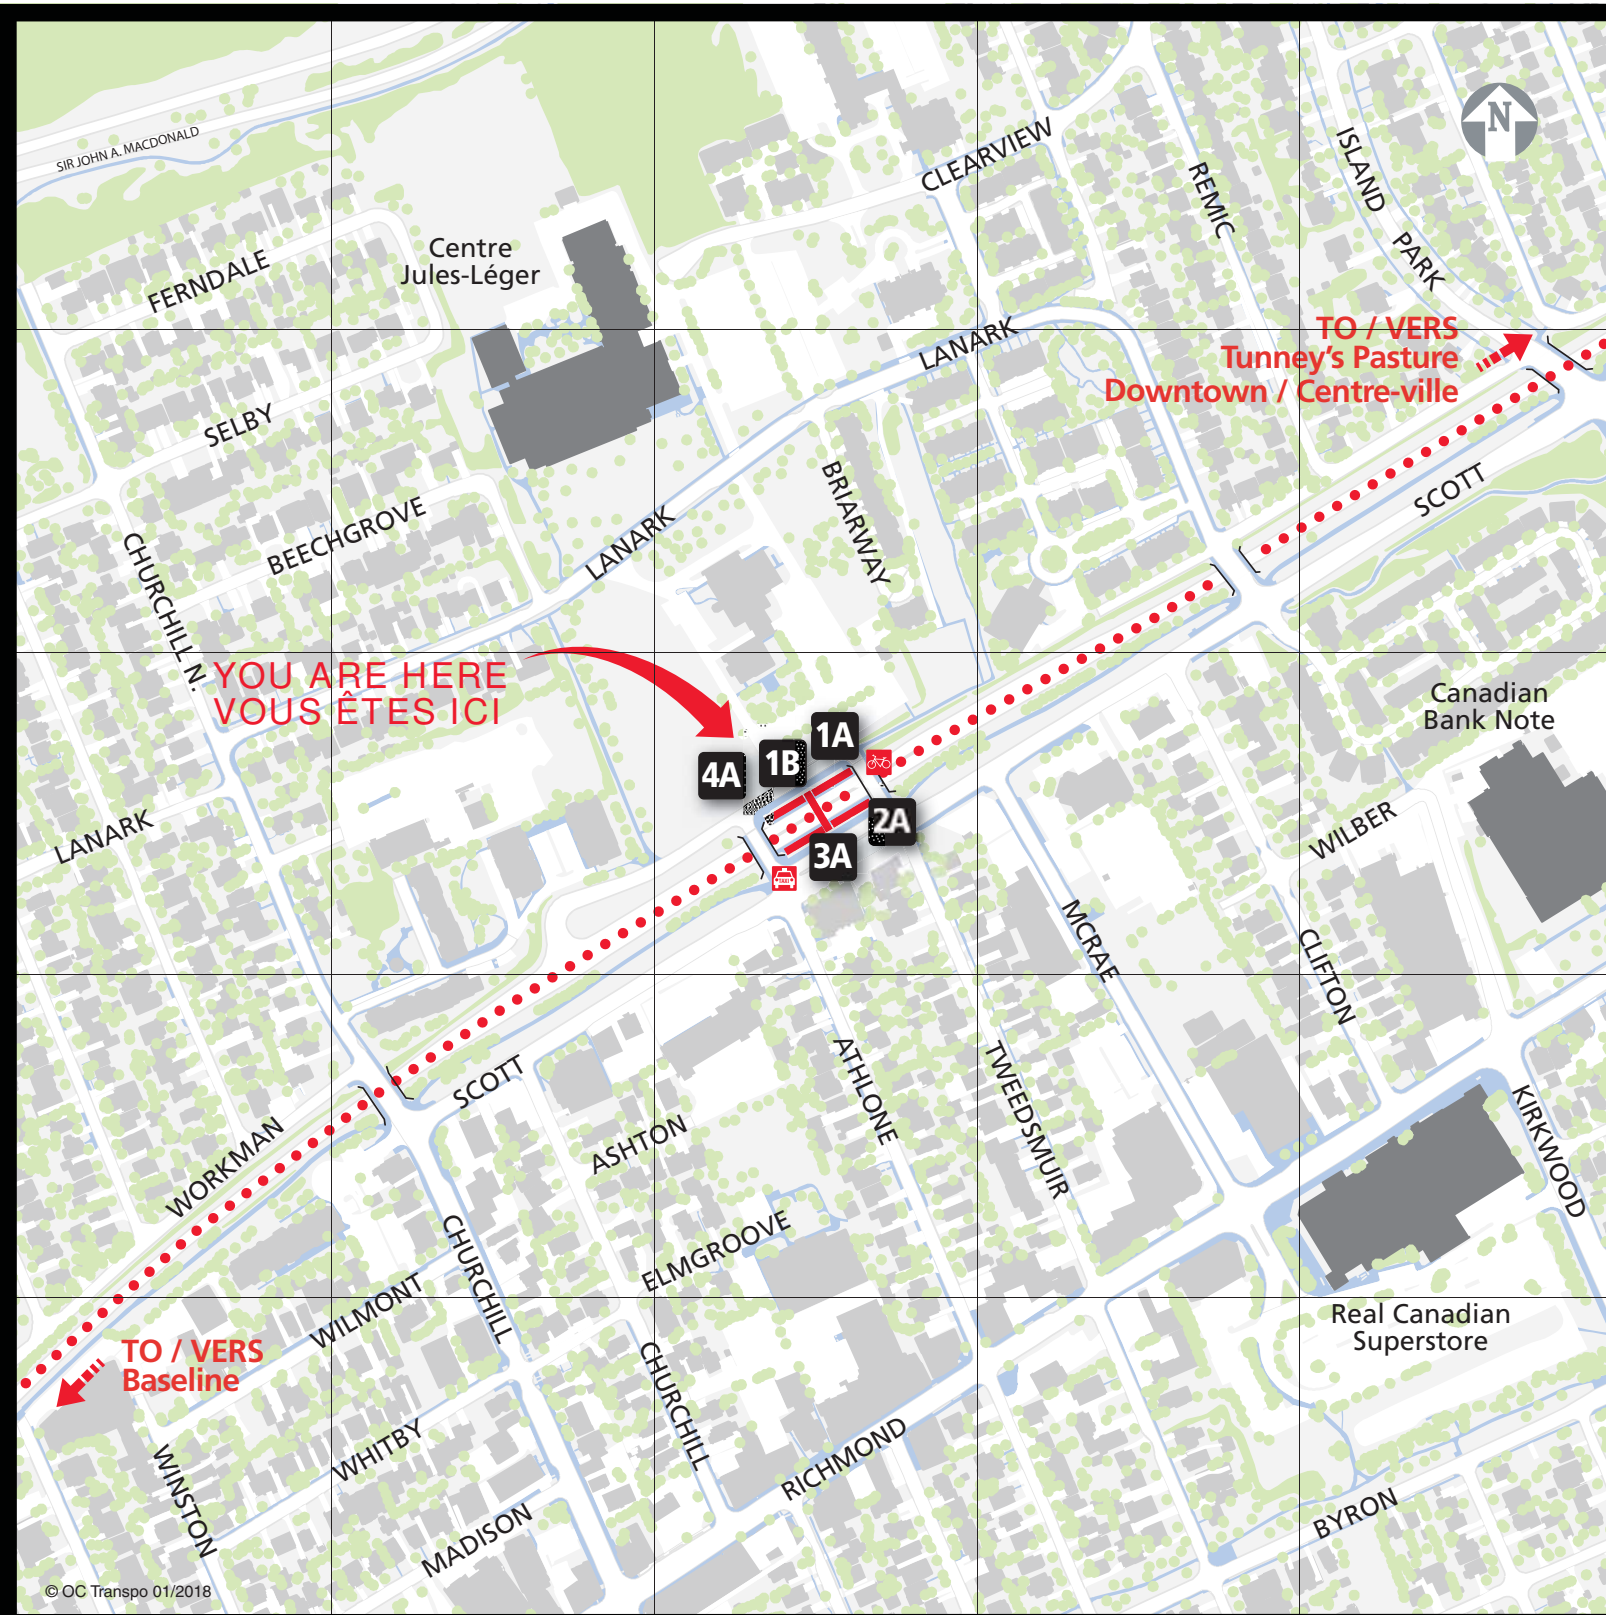 SIR JOHN A. MACDONALD
CLEARVIEW
ISLAND
N
REMIC
PARK
FERNDALE
Centre
Jules-Léger
LANARK
TO / VERS
Tunney's Pasture
Downtown / Centre-ville
SELBY
BRIARWAY
SCOTT
BEECHGROVE
LANARK
CHURCHILL N.
YOU ARE HERE
VOUS ÊTES ICI
Canadian
Bank Note
1A
1B
4A
2A
3A
TAXI
LANARK
WILBER
MCRAE
CLIFTON
SCOTT
ATHLONE
TWEEDSMUIR
KIRKWOOD
WORKMAN
ASHTON
CHURCHILL
ELMGROOVE
WILMONT
Real Canadian
Superstore
TO / VERS
Baseline
CHURCHILL
WHITBY
RICHMOND
WINSTON
MADISON
BYRON
© OC Transpo 01/2018